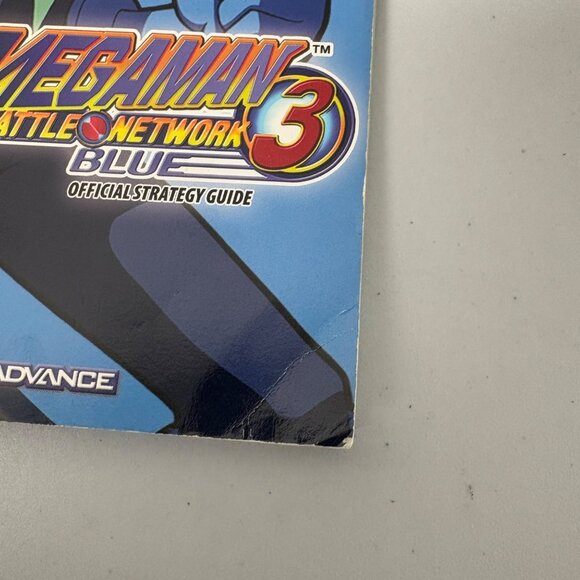 MEGAMAN™
BATTLE NETWORK 3
BLUE
OFFICIAL STRATEGY GUIDE
ADVANCE